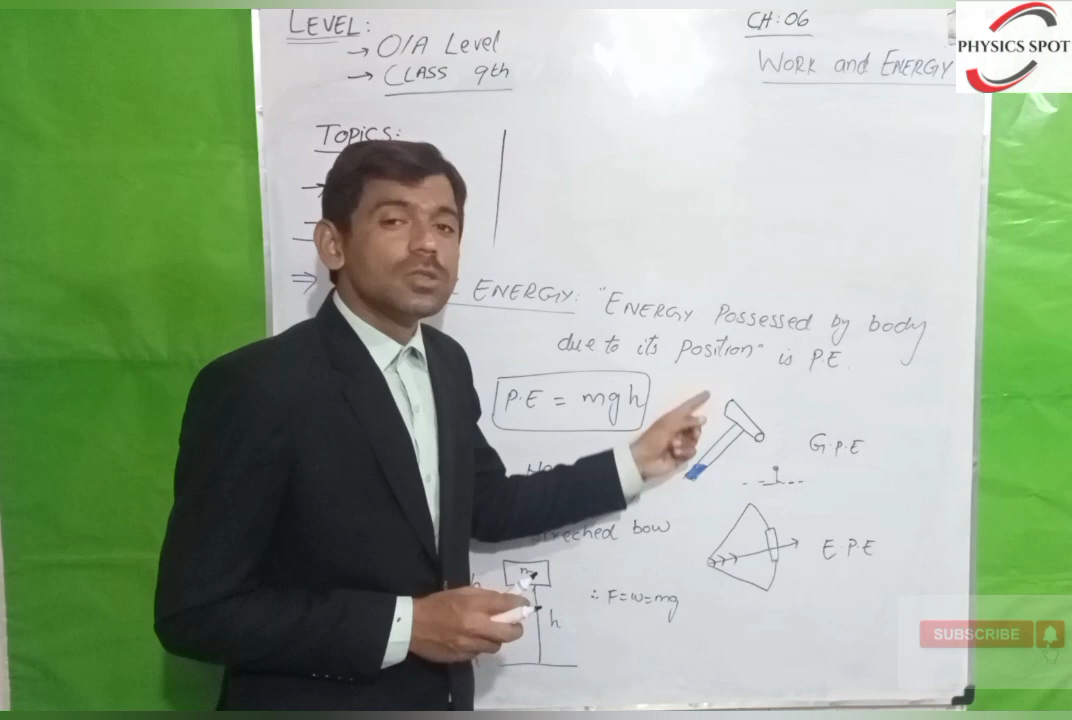 LEVEL:
→ O/A Level
→ CLASS 9th
CH: 06
WORK and ENERGY
PHYSICS SPOT
TOPICS:
ENERGY: "ENERGY Possessed by body
due to its position" is P.E.
P.E = mgh
G.P.E
bow
E.P.E
m
∴ F=w=mg
h
SUBSCRIBE